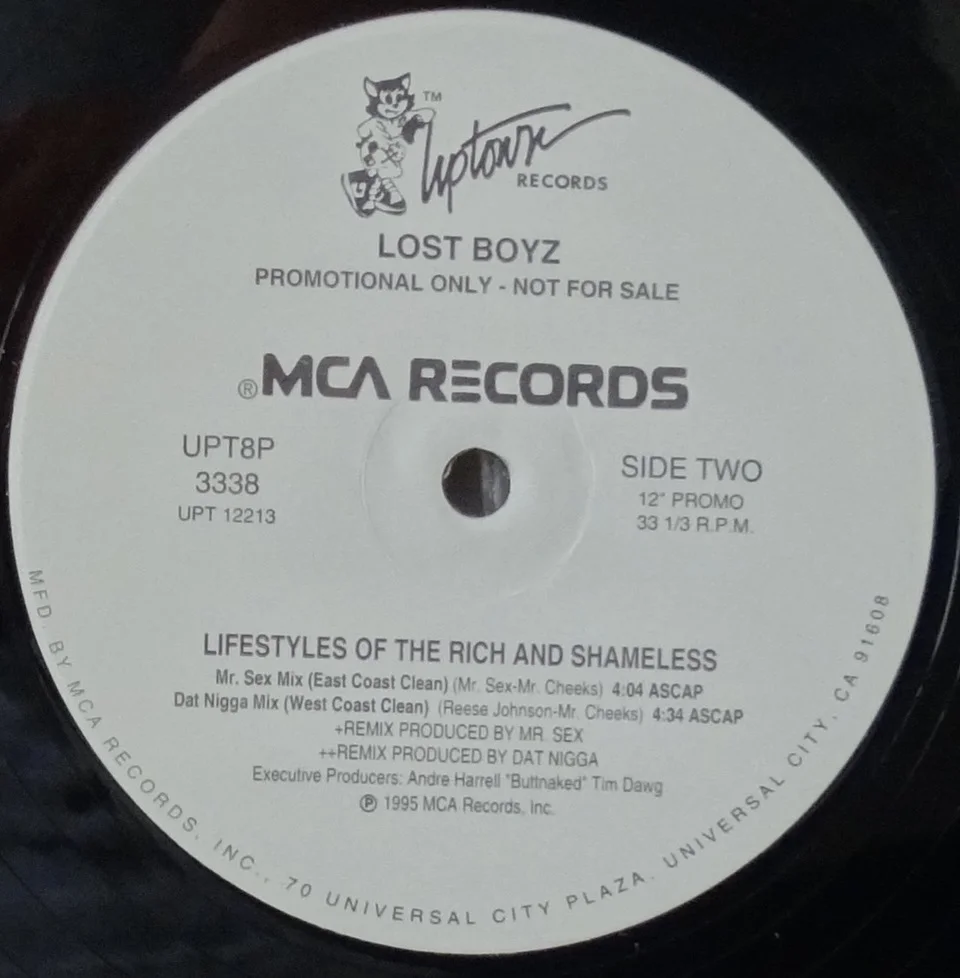 TM
Uptown
RECORDS
LOST BOYZ
PROMOTIONAL ONLY - NOT FOR SALE
®MCA RECORDS
UPT8P
3338
UPT 12213
SIDE TWO
12" PROMO
33 1/3 R.P.M.
LIFESTYLES OF THE RICH AND SHAMELESS
Mr. Sex Mix (East Coast Clean) (Mr. Sex-Mr. Cheeks) 4:04 ASCAP
Dat Nigga Mix (West Coast Clean) (Reese Johnson-Mr. Cheeks) 4:34 ASCAP
+REMIX PRODUCED BY MR. SEX
++REMIX PRODUCED BY DAT NIGGA
Executive Producers: Andre Harrell "Buttnaked" Tim Dawg
℗ 1995 MCA Records, Inc.
MFD. BY MCA RECORDS, INC., 70 UNIVERSAL CITY PLAZA, UNIVERSAL CITY, CA 91608